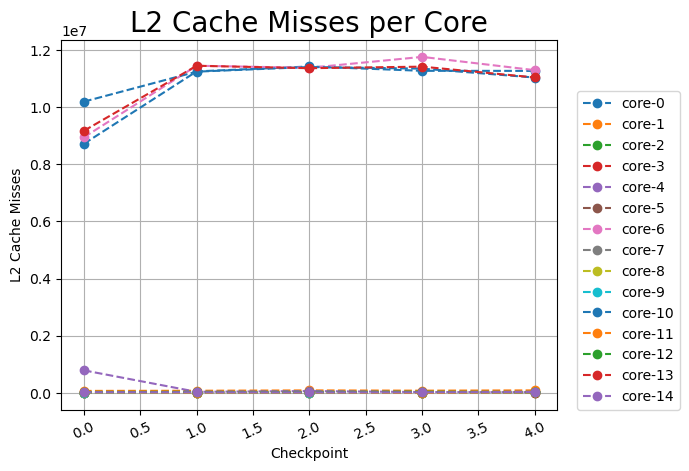 L2 Cache Misses per Core
1e7
1.2
1.0
0.8
0.6
0.4
0.2
0.0
L2 Cache Misses
0.0 0.5 1.0 1.5 2.0 2.5 3.0 3.5 4.0
Checkpoint
core-0
core-1
core-2
core-3
core-4
core-5
core-6
core-7
core-8
core-9
core-10
core-11
core-12
core-13
core-14